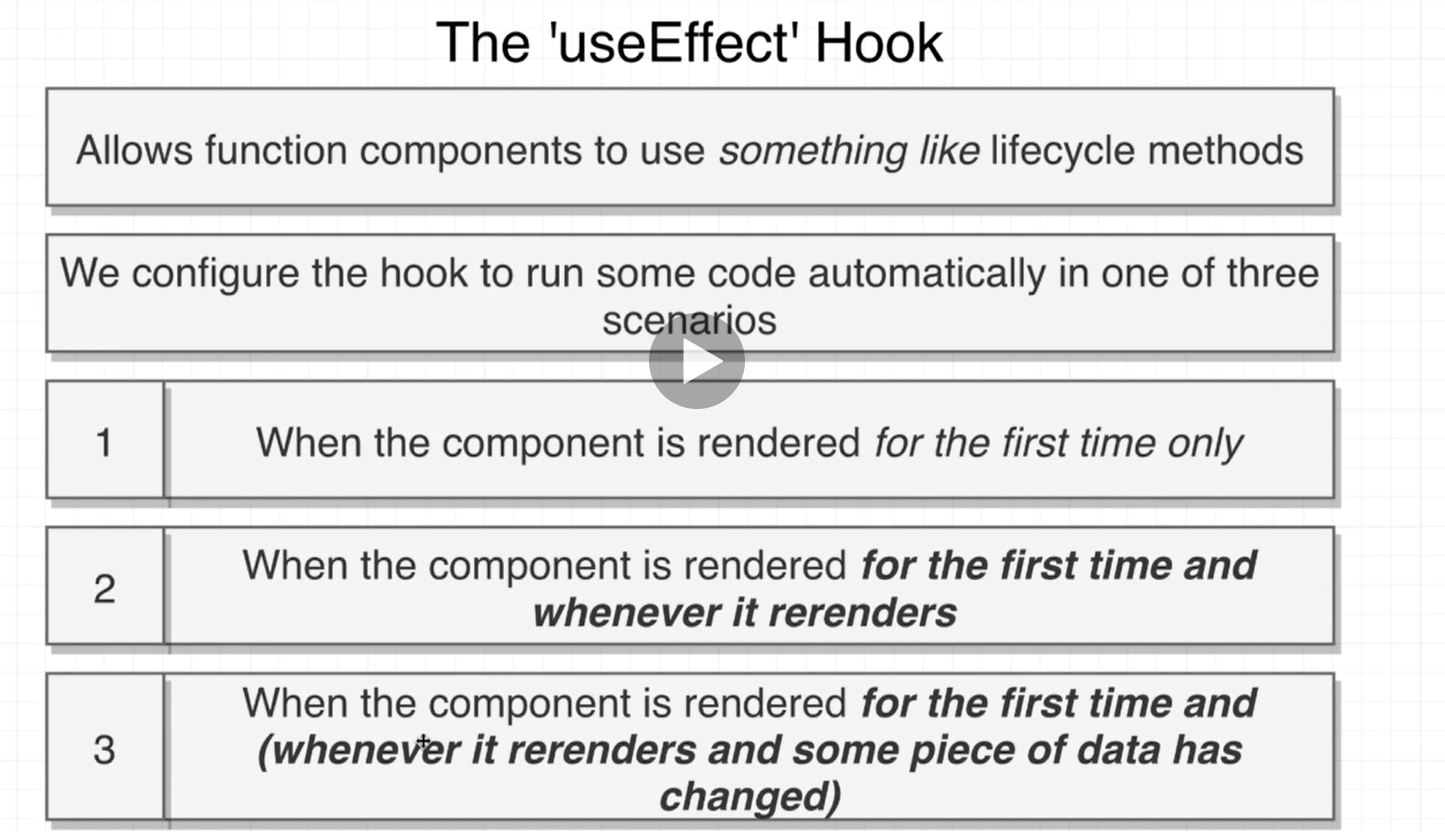 The 'useEffect' Hook
Allows function components to use something like lifecycle methods
We configure the hook to run some code automatically in one of three
scenarios
1
When the component is rendered for the first time only
2
When the component is rendered for the first time and
whenever it rerenders
3
When the component is rendered for the first time and
(whenever it rerenders and some piece of data has
changed)